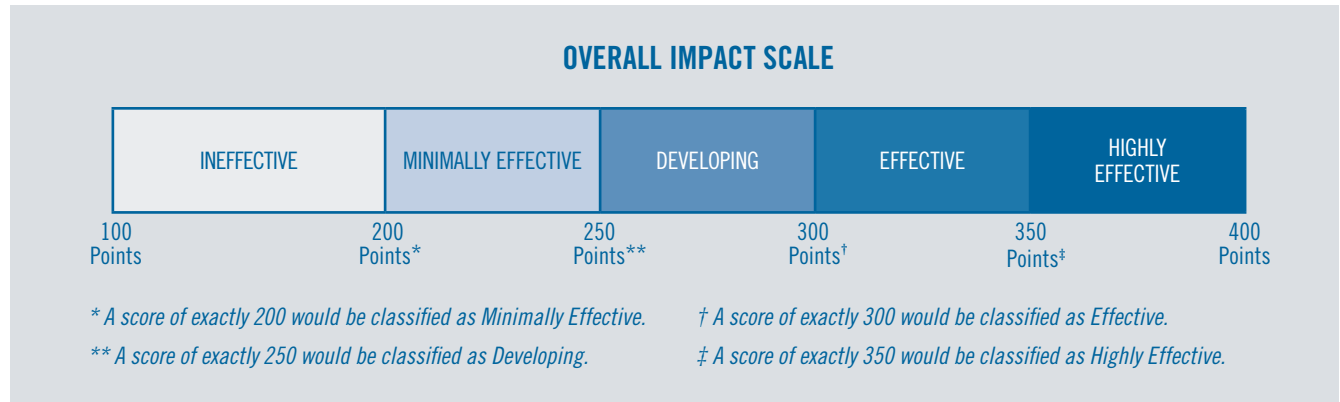 OVERALL IMPACT SCALE
INEFFECTIVE
MINIMALLY EFFECTIVE
DEVELOPING
EFFECTIVE
HIGHLY
EFFECTIVE
100
Points
200
Points*
250
Points**
300
Points†
350
Points‡
400
Points
* A score of exactly 200 would be classified as Minimally Effective.
** A score of exactly 250 would be classified as Developing.
† A score of exactly 300 would be classified as Effective.
‡ A score of exactly 350 would be classified as Highly Effective.